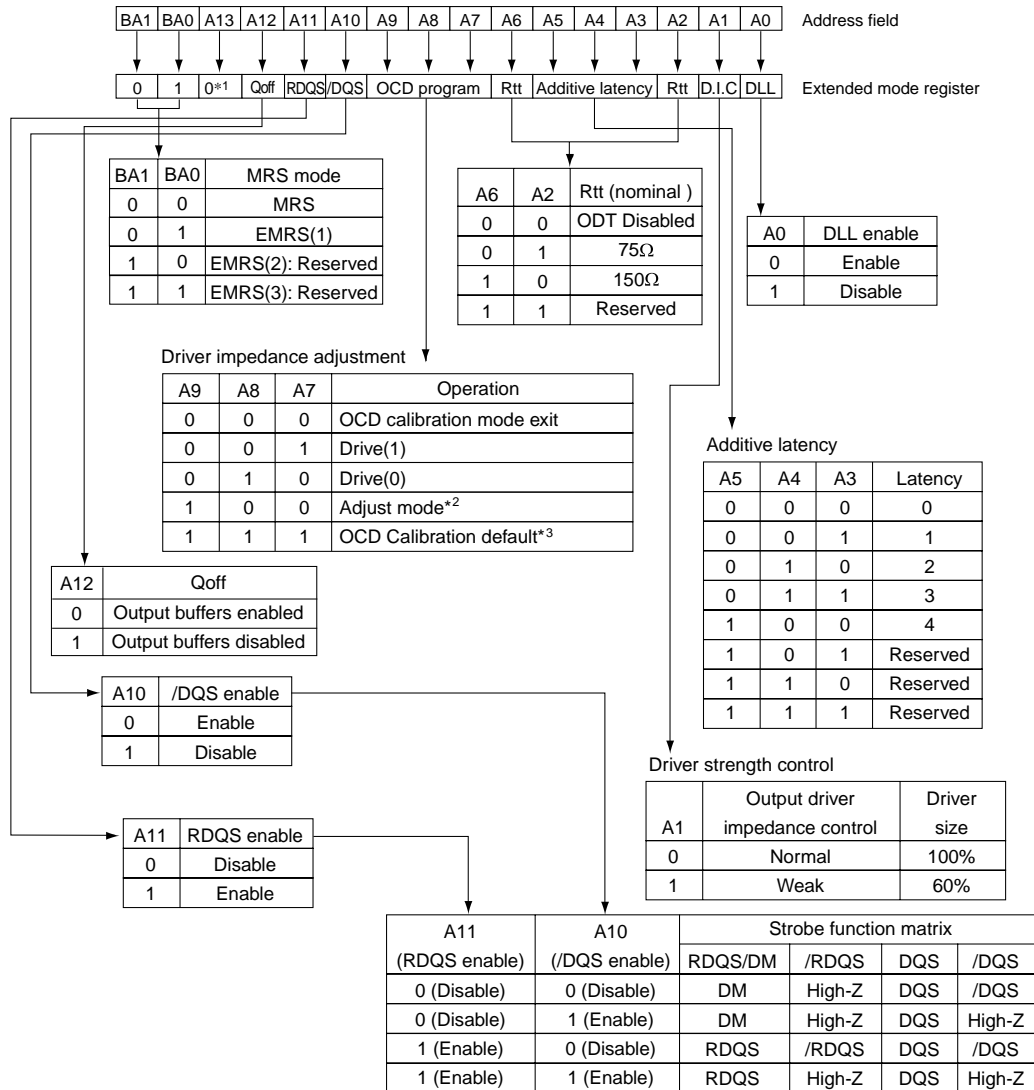 BA1 BA0 A13 A12 A11 A10 A9 A8 A7 A6 A5 A4 A3 A2 A1 A0 Address field
0 1 0*1 Qoff RDQS /DQS OCD program Rtt Additive latency Rtt D.I.C DLL Extended mode register
BA1 BA0 MRS mode
0 0 MRS
0 1 EMRS(1)
1 0 EMRS(2): Reserved
1 1 EMRS(3): Reserved
A6 A2 Rtt (nominal )
0 0 ODT Disabled
0 1 75Ω
1 0 150Ω
1 1 Reserved
A0 DLL enable
0 Enable
1 Disable
Driver impedance adjustment
A9 A8 A7 Operation
0 0 0 OCD calibration mode exit
0 0 1 Drive(1)
0 1 0 Drive(0)
1 0 0 Adjust mode*2
1 1 1 OCD Calibration default*3
Additive latency
A5 A4 A3 Latency
0 0 0 0
0 0 1 1
0 1 0 2
0 1 1 3
1 0 0 4
1 0 1 Reserved
1 1 0 Reserved
1 1 1 Reserved
A12 Qoff
0 Output buffers enabled
1 Output buffers disabled
A10 /DQS enable
0 Enable
1 Disable
Driver strength control
A1 Output driver impedance control Driver size
0 Normal 100%
1 Weak 60%
A11 RDQS enable
0 Disable
1 Enable
A11 A10 Strobe function matrix
(RDQS enable) (/DQS enable) RDQS/DM /RDQS DQS /DQS
0 (Disable) 0 (Disable) DM High-Z DQS /DQS
0 (Disable) 1 (Enable) DM High-Z DQS High-Z
1 (Enable) 0 (Disable) RDQS /RDQS DQS /DQS
1 (Enable) 1 (Enable) RDQS High-Z DQS High-Z